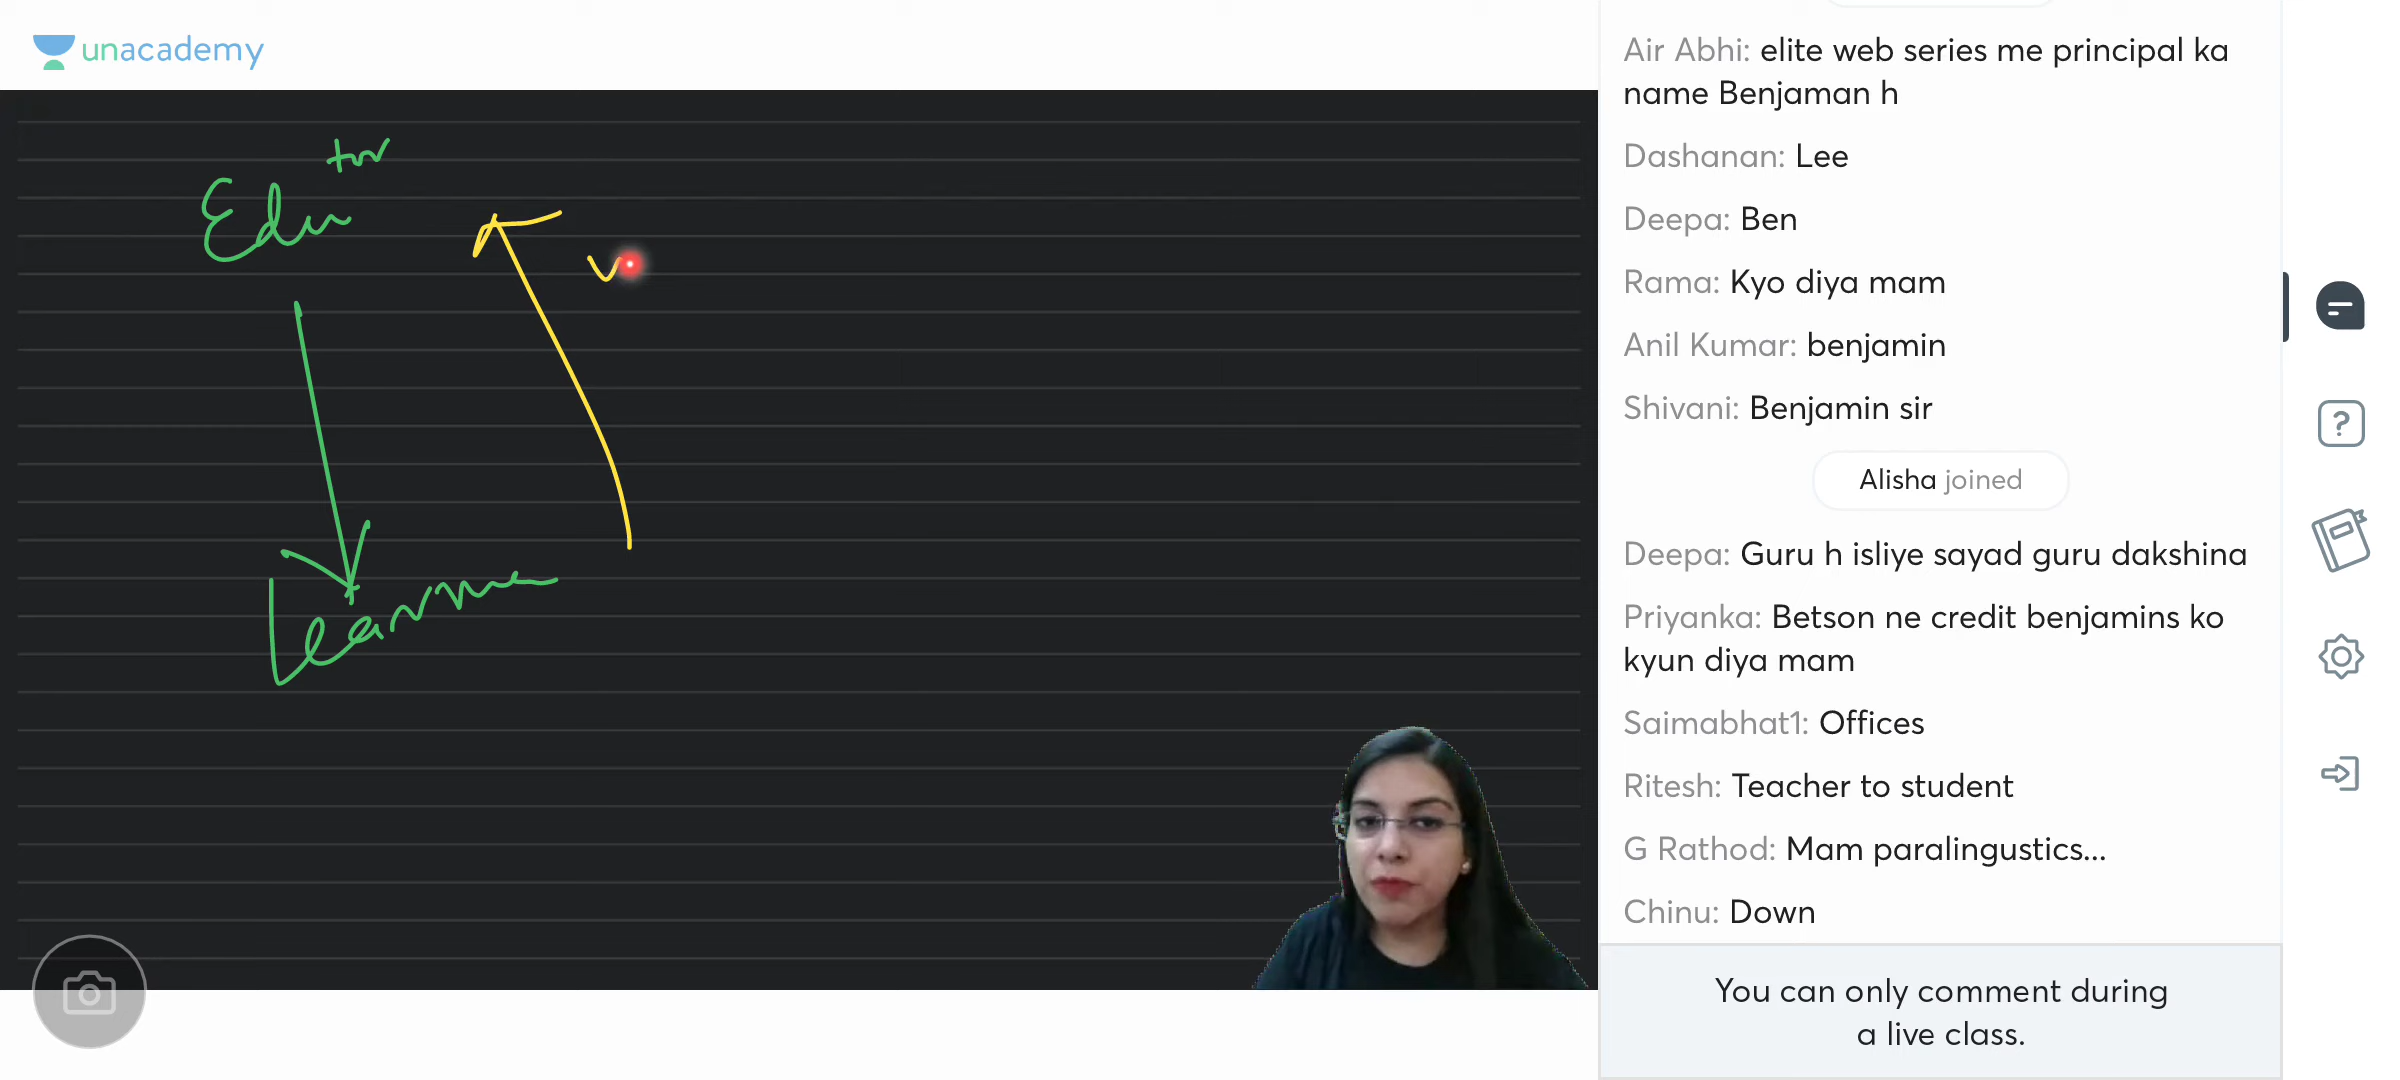 unacademy
tor
Edu
Learner
Air Abhi: elite web series me principal ka
name Benjaman h
Dashanan: Lee
Deepa: Ben
Rama: Kyo diya mam
Anil Kumar: benjamin
Shivani: Benjamin sir
Alisha joined
Deepa: Guru h isliye sayad guru dakshina
Priyanka: Betson ne credit benjamins ko
kyun diya mam
Saimabhat1: Offices
Ritesh: Teacher to student
G Rathod: Mam paralingustics...
Chinu: Down
You can only comment during
a live class.